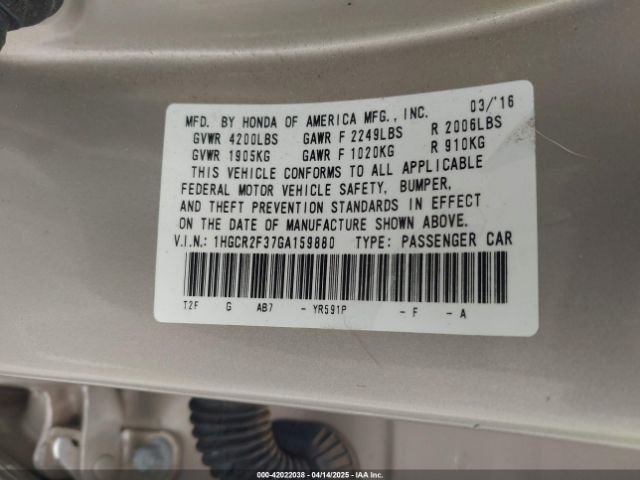 MFD. BY HONDA OF AMERICA MFG., INC. 03/'16
GVWR 4200LBS GAWR F 2249LBS R 2006LBS
GVWR 1905KG GAWR F 1020KG R 910KG
THIS VEHICLE CONFORMS TO ALL APPLICABLE
FEDERAL MOTOR VEHICLE SAFETY, BUMPER,
AND THEFT PREVENTION STANDARDS IN EFFECT
ON THE DATE OF MANUFACTURE SHOWN ABOVE.
V.I.N.: 1HGCR2F37GA159880 TYPE: PASSENGER CAR
T2F G AB7 - YR591P - F - A
000-42022038 - 04/14/2025 - IAA Inc.